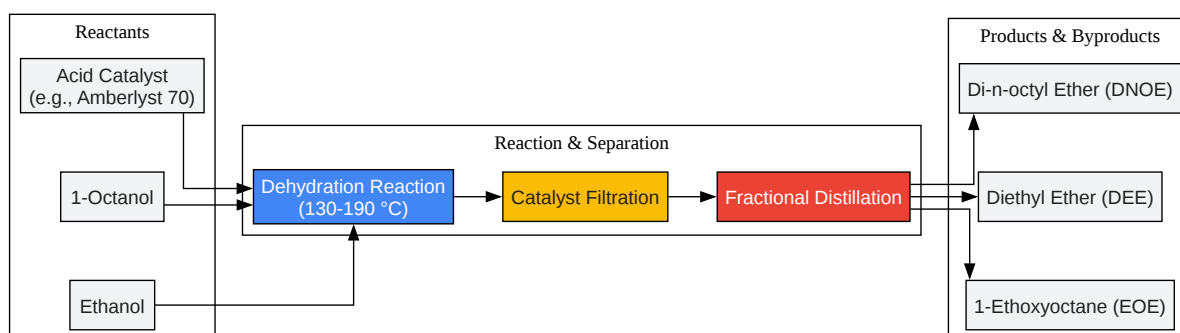 Reactants
Acid Catalyst
(e.g., Amberlyst 70)
1-Octanol
Ethanol
Reaction & Separation
Dehydration Reaction
(130-190 °C)
Catalyst Filtration
Fractional Distillation
Products & Byproducts
Di-n-octyl Ether (DNOE)
Diethyl Ether (DEE)
1-Ethoxyoctane (EOE)